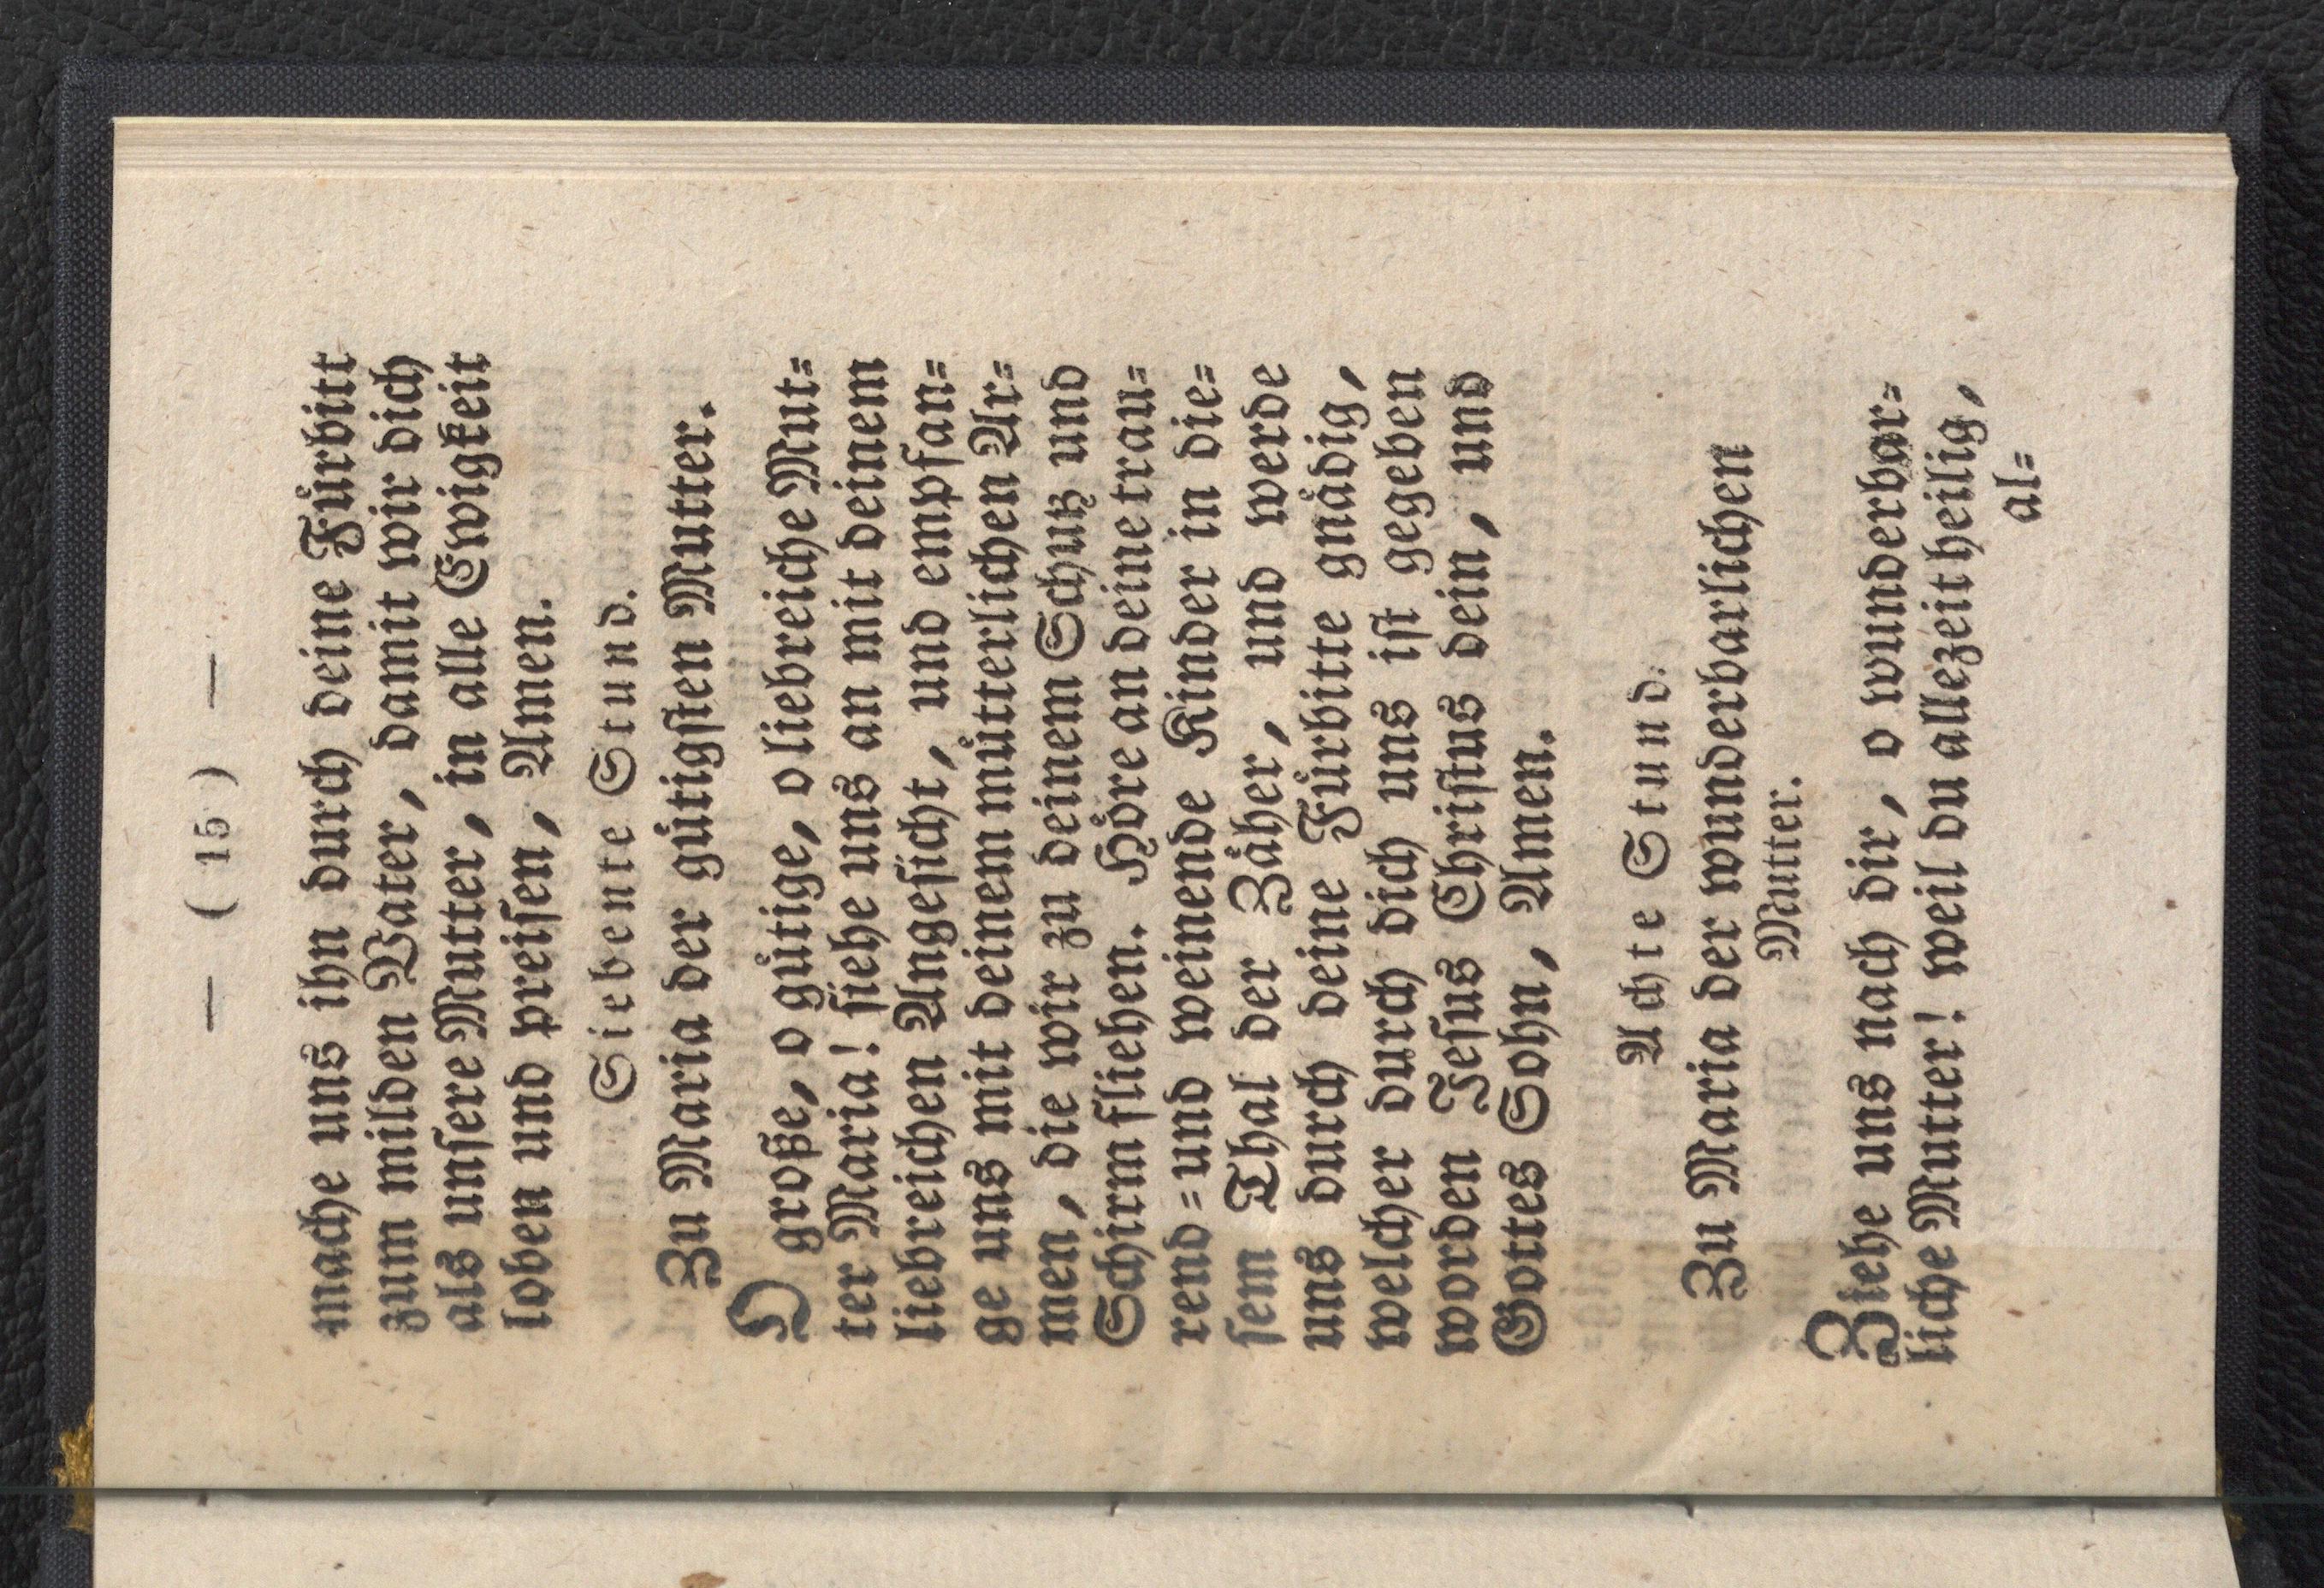 — ( 15 ) —
mache uns ihn durch deine Fürbitt
zum milden Vater, damit wir dich
als unsere Mutter, in alle Ewigkeit
loben und preisen, Amen.
Siebente Stund.
Zu Maria der gütigsten Mutter.
O große, o gütige, o liebreiche Mut=
ter Maria! siehe uns an mit deinem
liebreichen Angesicht, und empfan=
ge uns mit deinem mütterlichen Ar=
men, die wir zu deinem Schutz und
Schirm fliehen. Höre an deine trau=
rend=und weinende Kinder in die=
sem Thal der Zäher, und werde
uns durch deine Fürbitte gnädig,
welcher durch dich uns ist gegeben
worden Jesus Christus dein, und
Gottes Sohn, Amen.
Achte Stund.
Zu Maria der wunderbarlichen
Mutter.
Ziehe uns nach dir, o wunderbar=
liche Mutter! weil du allezeit heilig,
al=